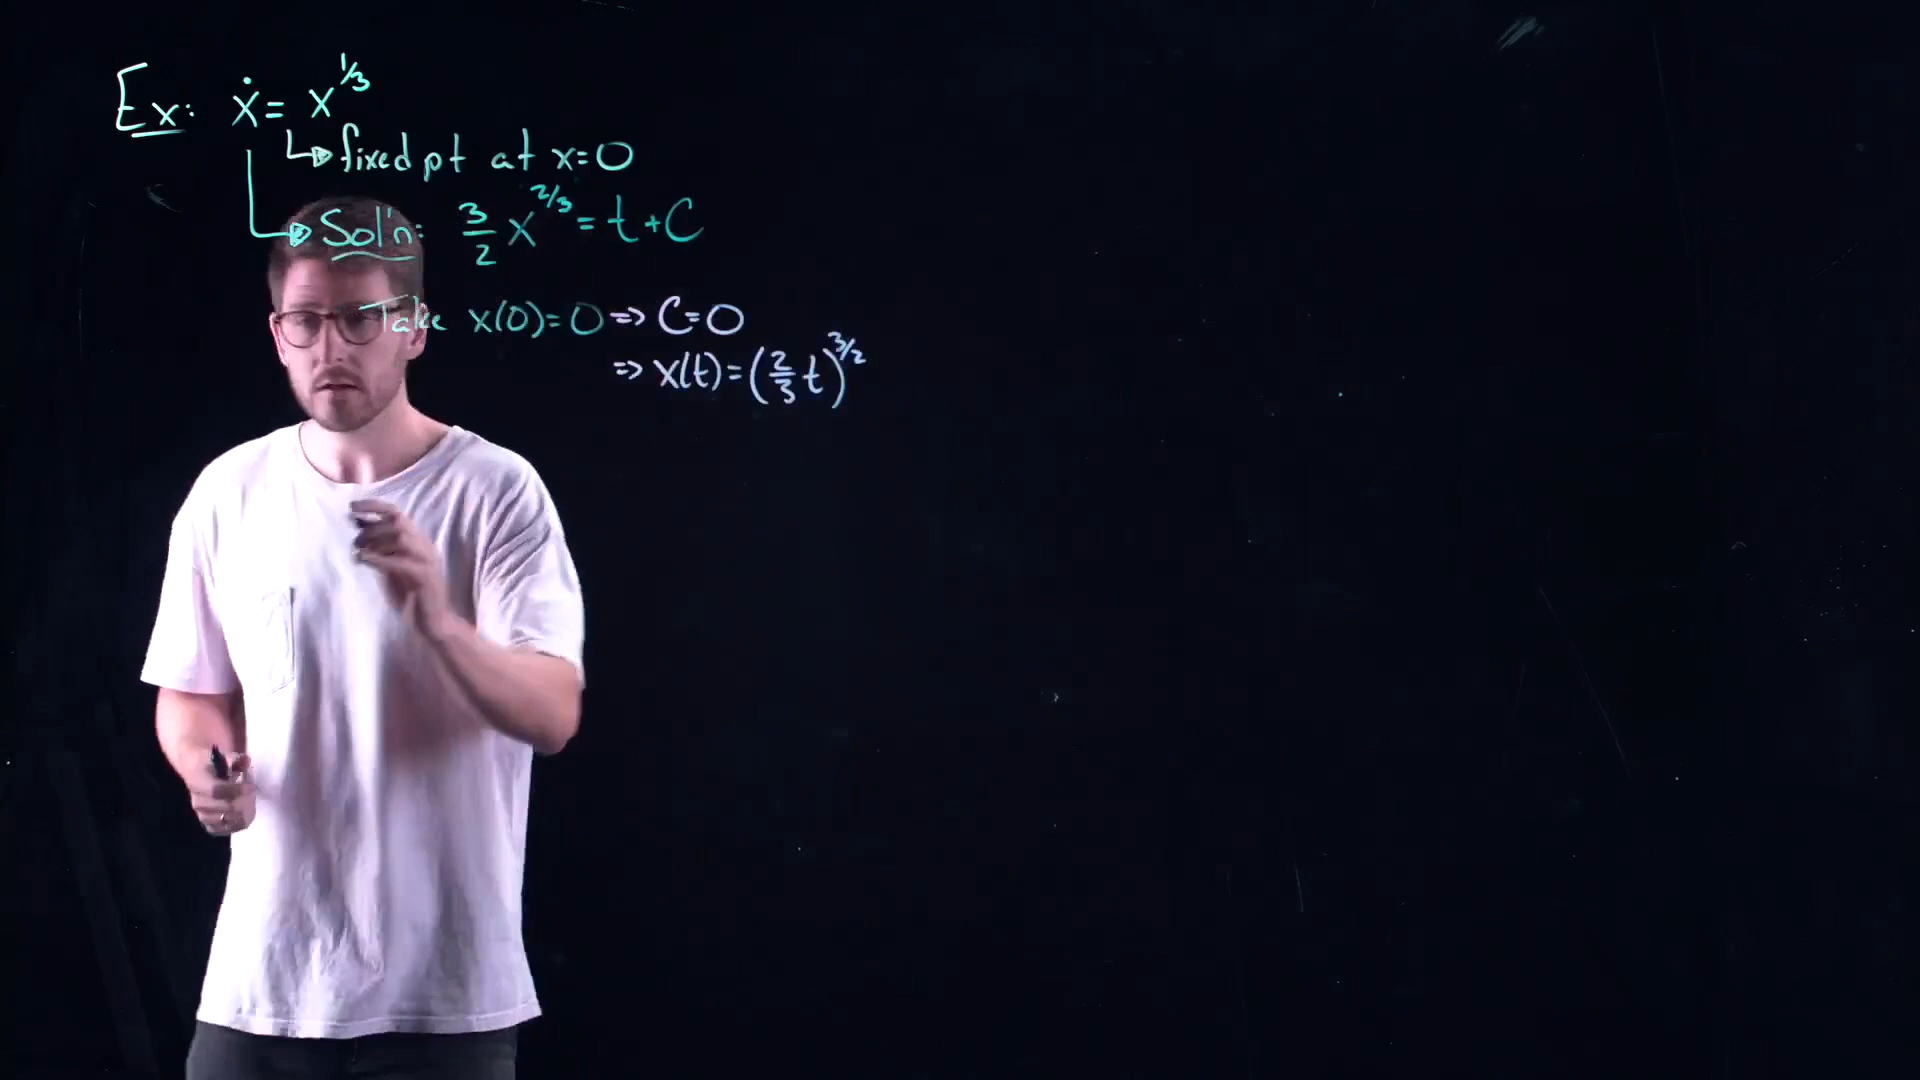 Ex: ẋ = x^{1/3}
↳ fixed pt at x=0
↳ Sol'n: 3/2 x^{2/3} = t + C
Take x(0)=0 ⇒ C=0
⇒ x(t)=(2/3 t)^{3/2}